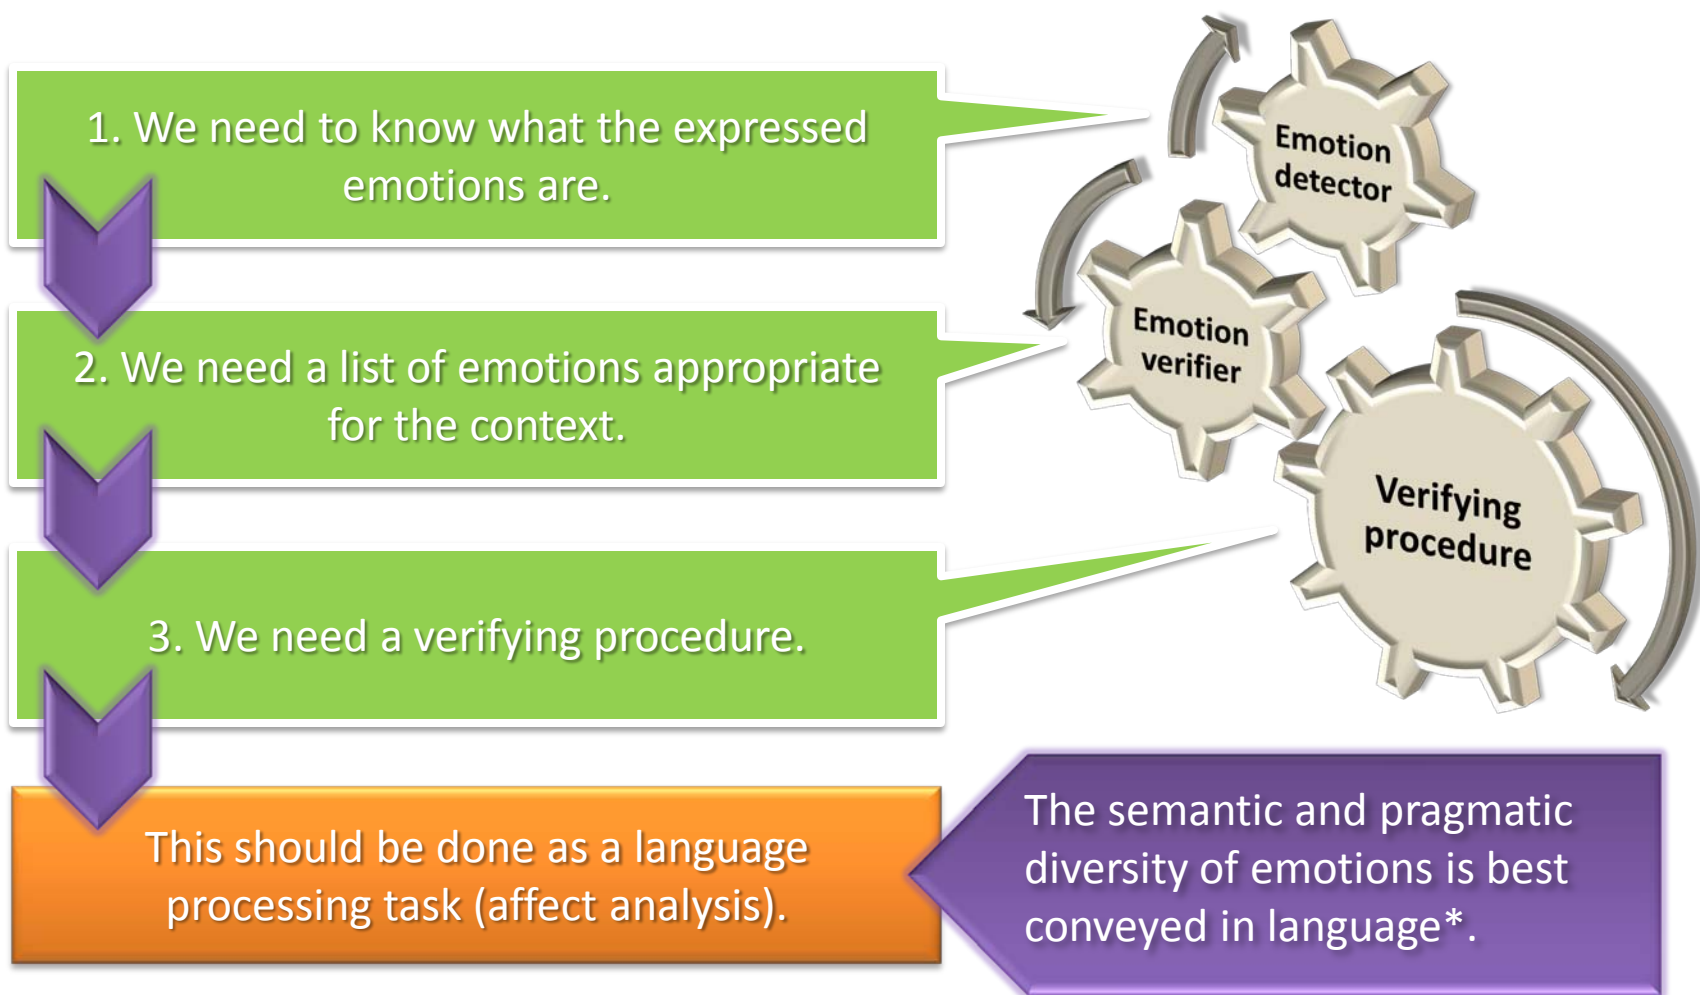 1. We need to know what the expressed
emotions are.
2. We need a list of emotions appropriate
for the context.
3. We need a verifying procedure.
This should be done as a language
processing task (affect analysis).
Emotion
detector
Emotion
verifier
Verifying
procedure
The semantic and pragmatic
diversity of emotions is best
conveyed in language*.